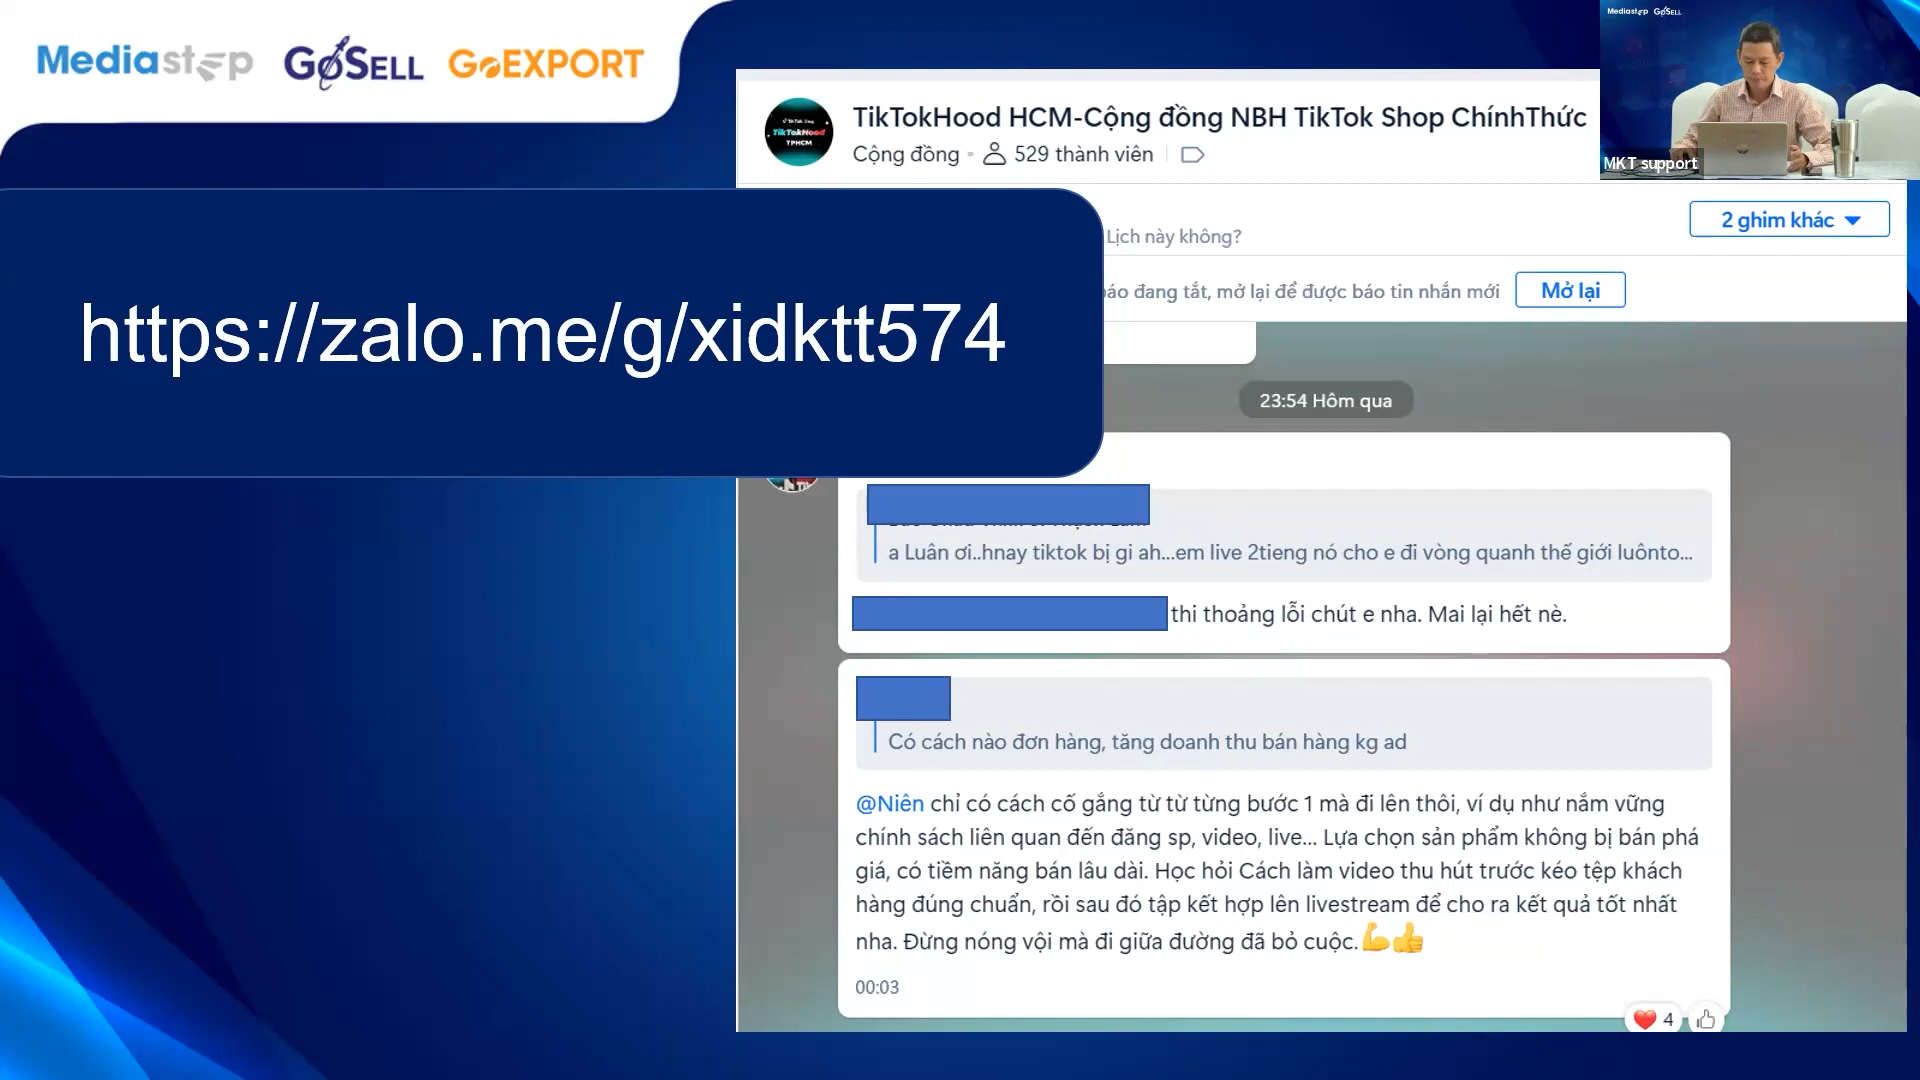 Mediastep GoSELL GoEXPORT
Mediastep GoSELL
MKT support
TikTok Shop
TikTokHood
TPHCM
TikTokHood HCM-Cộng đồng NBH TikTok Shop ChínhThức
Cộng đồng 529 thành viên
Lịch này không?
2 ghim khác
báo đang tắt, mở lại để được báo tin nhắn mới
Mở lại
https://zalo.me/g/xidktt574
23:54 Hôm qua
a Luân ơi..hnay tiktok bị gi ah...em live 2tieng nó cho e đi vòng quanh thế giới luônto...
thi thoảng lỗi chút e nha. Mai lại hết nè.
Có cách nào đơn hàng, tăng doanh thu bán hàng kg ad
@Niên chỉ có cách cố gắng từ từ từng bước 1 mà đi lên thôi, ví dụ như nắm vững
chính sách liên quan đến đăng sp, video, live... Lựa chọn sản phẩm không bị bán phá
giá, có tiềm năng bán lâu dài. Học hỏi Cách làm video thu hút trước kéo tệp khách
hàng đúng chuẩn, rồi sau đó tập kết hợp lên livestream để cho ra kết quả tốt nhất
nha. Đừng nóng vội mà đi giữa đường đã bỏ cuộc.💪👍
00:03
4